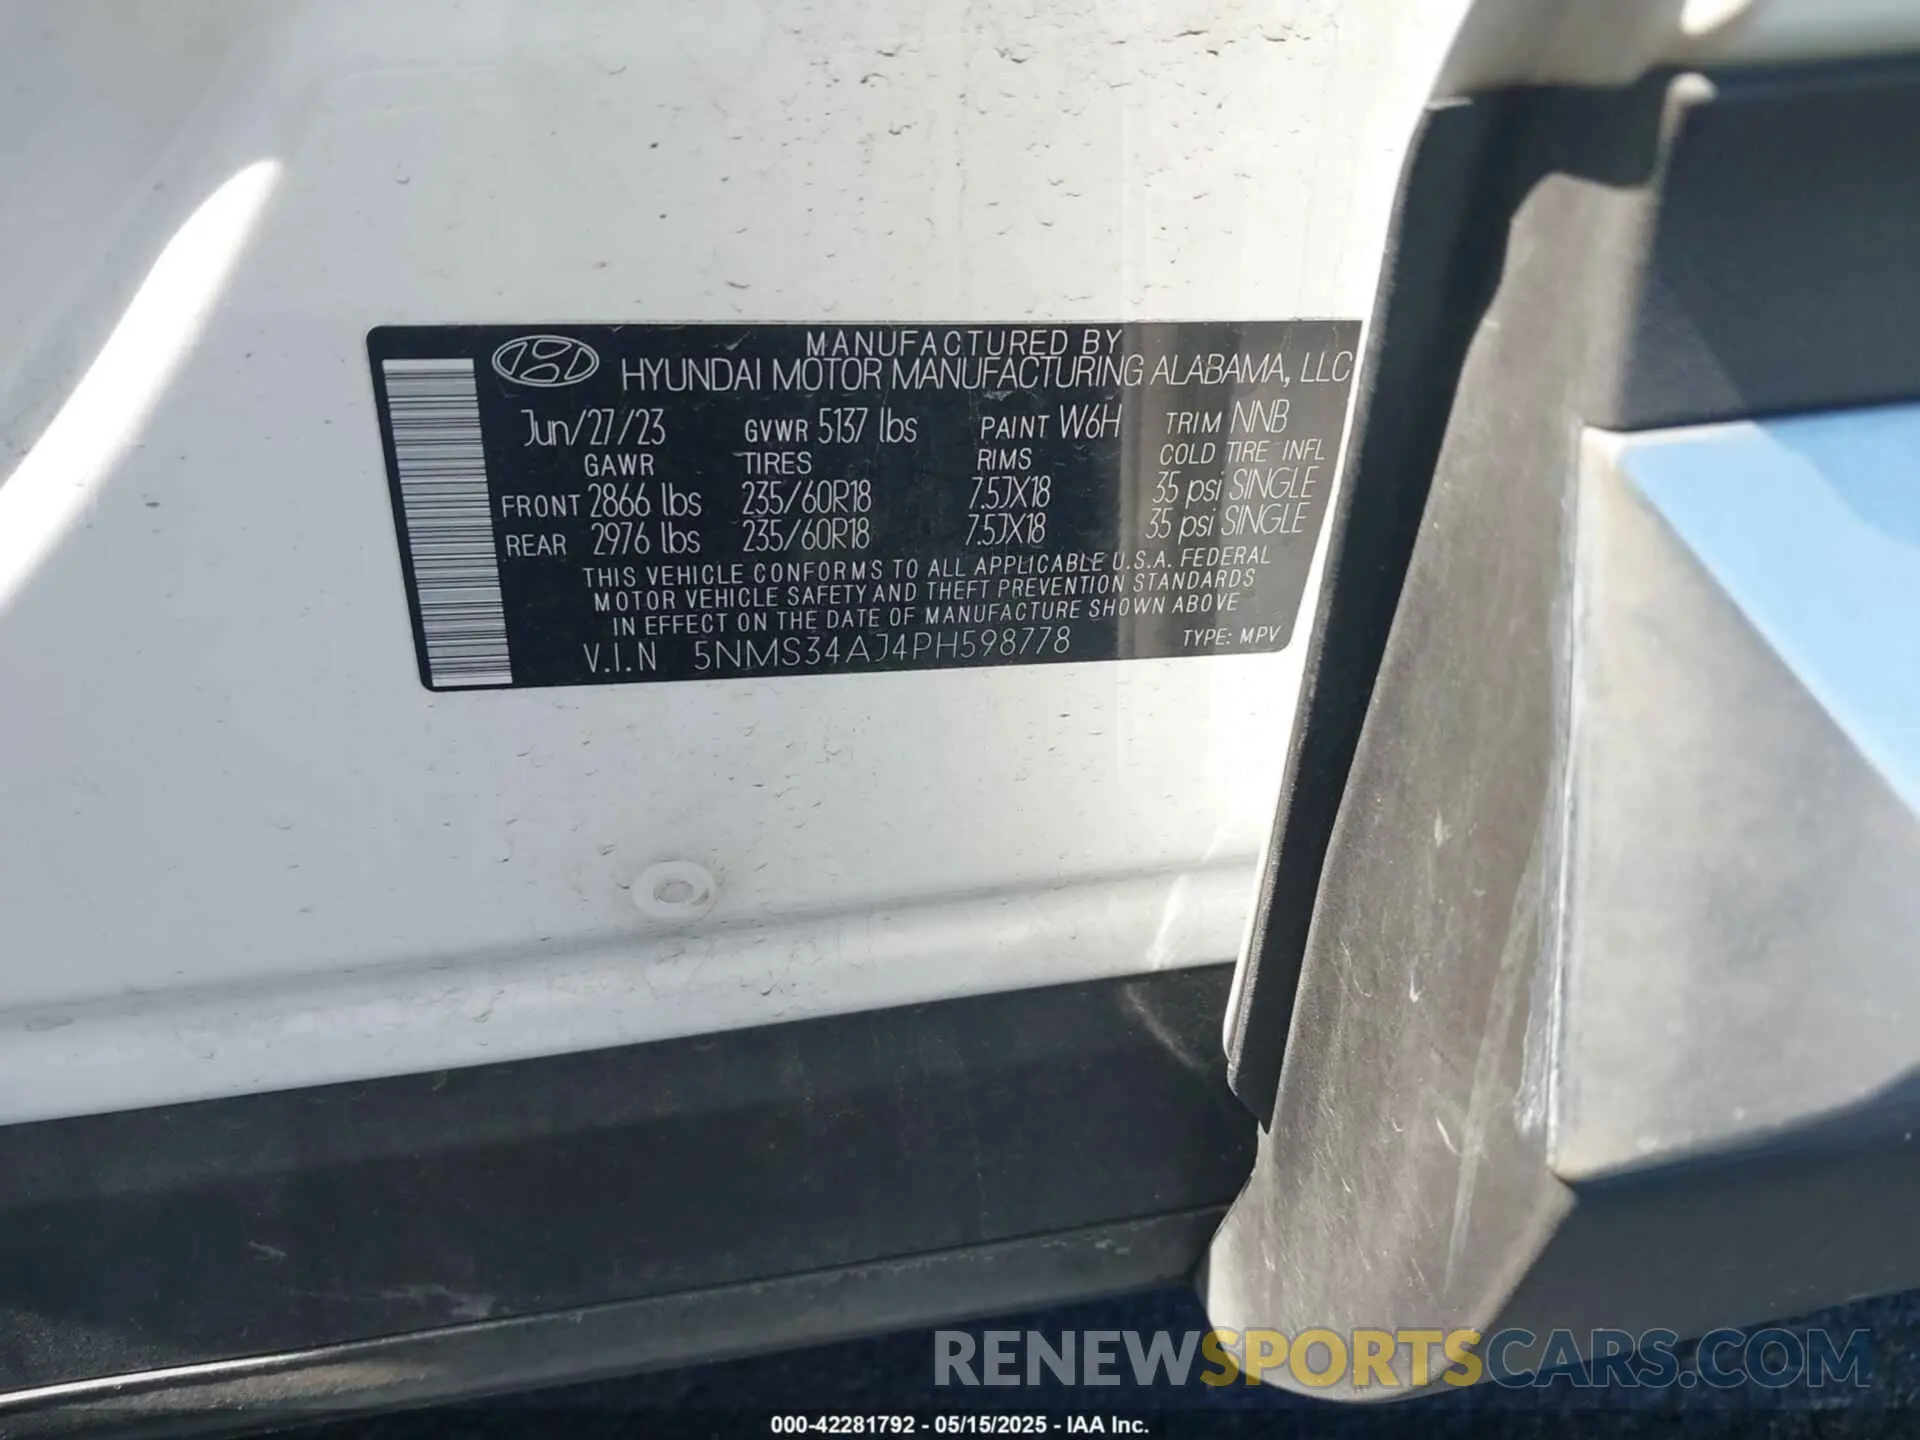 MANUFACTURED BY
HYUNDAI MOTOR MANUFACTURING ALABAMA, LLC
Jun/27/23 GVWR 5137 lbs PAINT W6H TRIM NNB
GAWR TIRES RIMS COLD TIRE INFL
FRONT 2866 lbs 235/60R18 7.5JX18 35 psi SINGLE
REAR 2976 lbs 235/60R18 7.5JX18 35 psi SINGLE
THIS VEHICLE CONFORMS TO ALL APPLICABLE U.S.A. FEDERAL
MOTOR VEHICLE SAFETY AND THEFT PREVENTION STANDARDS
IN EFFECT ON THE DATE OF MANUFACTURE SHOWN ABOVE
V.I.N 5NMS34AJ4PH598778 TYPE: MPV
RENEWSPORTSCARS.COM
000-42281792 - 05/15/2025 - IAA Inc.